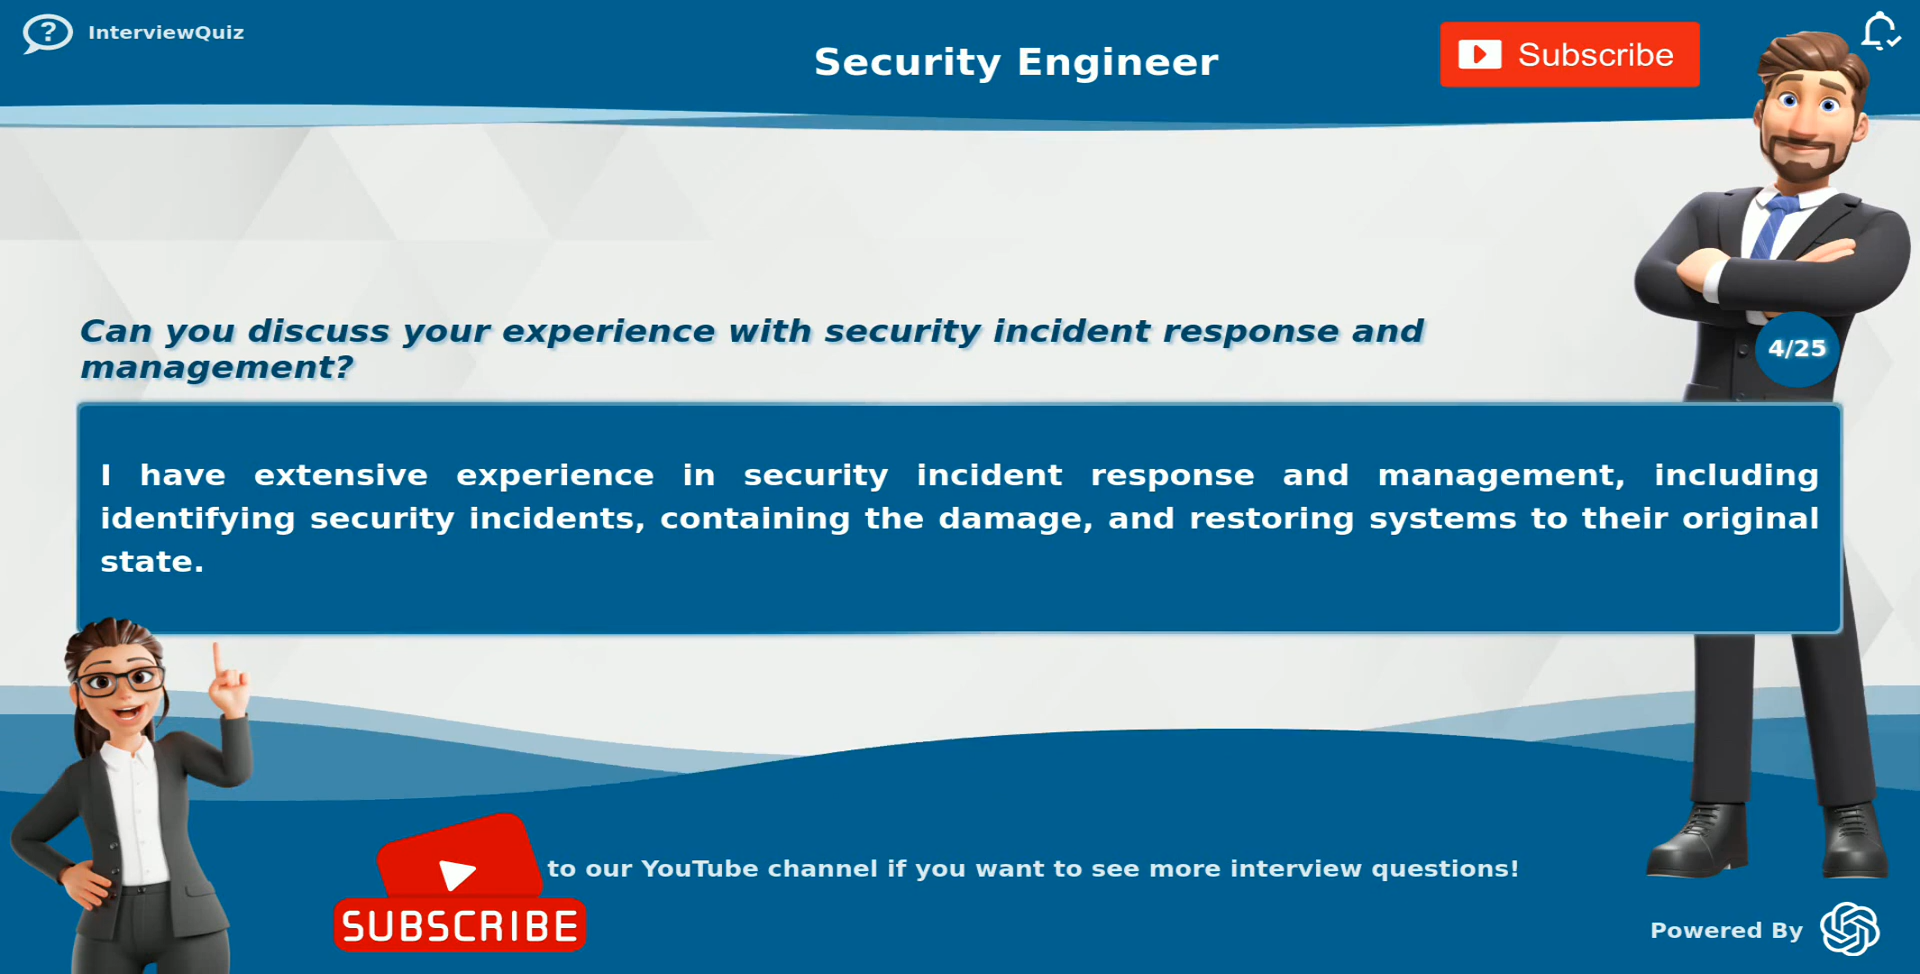 InterviewQuiz
Security Engineer
Subscribe
Can you discuss your experience with security incident response and
management?
4/25
I have extensive experience in security incident response and management, including
identifying security incidents, containing the damage, and restoring systems to their original
state.
to our YouTube channel if you want to see more interview questions!
SUBSCRIBE
Powered By